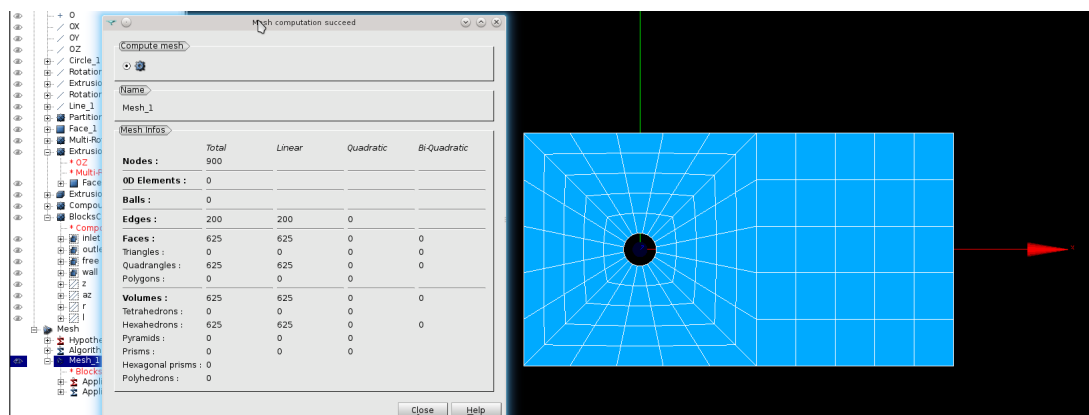 O
OX
OY
OZ
Circle_1
Rotation
Extrusio
Rotation
Line_1
Partition
Face_1
Multi-Ro
Extrusio
* OZ
* Multi-R
Face
Extrusio
Compou
BlocksC
* Compo
inlet
outle
free
wall
z
az
r
l
Mesh
Hypothe
Algorith
Mesh_1
* Blocks
Appli
Appli
Mesh computation succeed
Compute mesh
Name
Mesh_1
Mesh Infos
Total Linear Quadratic Bi-Quadratic
Nodes : 900
0D Elements : 0
Balls : 0
Edges : 200 200 0
Faces : 625 625 0 0
Triangles : 0 0 0 0
Quadrangles : 625 625 0 0
Polygons : 0 0 0
Volumes : 625 625 0 0
Tetrahedrons : 0 0 0
Hexahedrons : 625 625 0 0
Pyramids : 0 0 0
Prisms : 0 0 0
Hexagonal prisms : 0
Polyhedrons : 0
Close Help